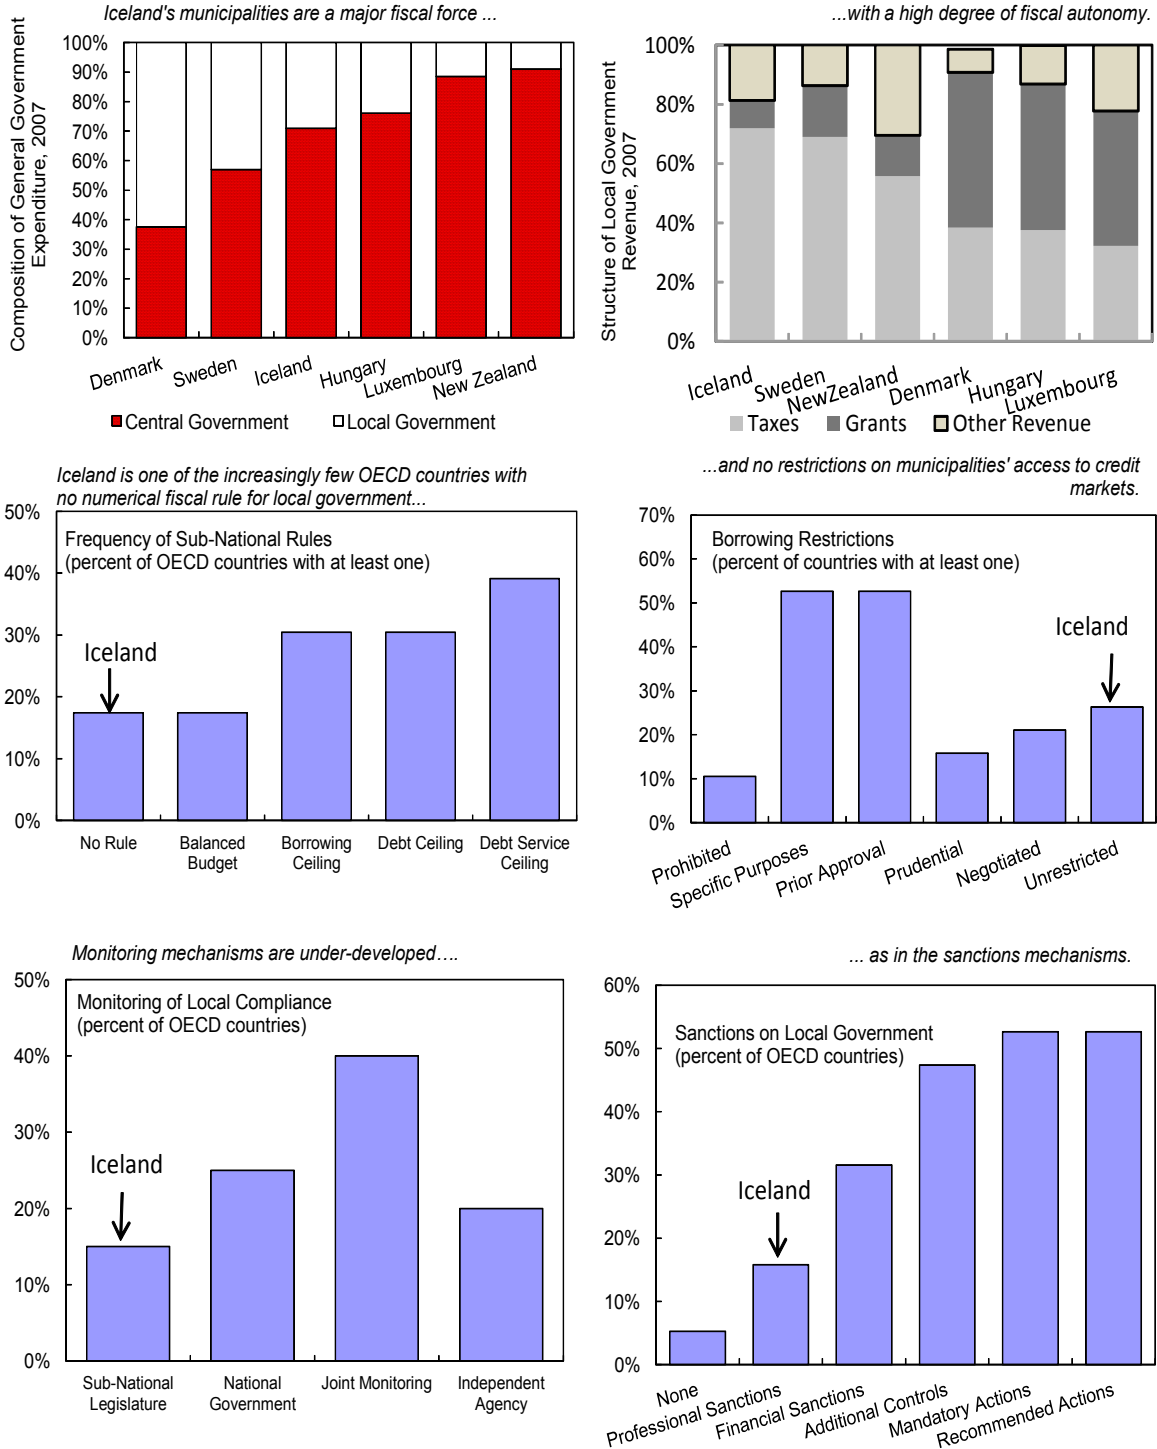 Iceland's municipalities are a major fiscal force ...
Composition of General Government
Expenditure, 2007
100%
90%
80%
70%
60%
50%
40%
30%
20%
10%
0%
Denmark
Sweden
Iceland
Hungary
Luxembourg
New Zealand
Central Government
Local Government
...with a high degree of fiscal autonomy.
Structure of Local Government
Revenue, 2007
100%
80%
60%
40%
20%
0%
Iceland
Sweden
NewZealand
Denmark
Hungary
Luxembourg
Taxes
Grants
Other Revenue
Iceland is one of the increasingly few OECD countries with
no numerical fiscal rule for local government...
50%
40%
30%
20%
10%
0%
Frequency of Sub-National Rules
(percent of OECD countries with at least one)
Iceland
No Rule
Balanced
Budget
Borrowing
Ceiling
Debt Ceiling
Debt Service
Ceiling
...and no restrictions on municipalities' access to credit
markets.
70%
60%
50%
40%
30%
20%
10%
0%
Borrowing Restrictions
(percent of countries with at least one)
Iceland
Prohibited
Specific Purposes
Prior Approval
Prudential
Negotiated
Unrestricted
Monitoring mechanisms are under-developed....
50%
40%
30%
20%
10%
0%
Monitoring of Local Compliance
(percent of OECD countries)
Iceland
Sub-National
Legislature
National
Government
Joint Monitoring
Independent
Agency
... as in the sanctions mechanisms.
60%
50%
40%
30%
20%
10%
0%
Sanctions on Local Government
(percent of OECD countries)
Iceland
None
Professional Sanctions
Financial Sanctions
Additional Controls
Mandatory Actions
Recommended Actions